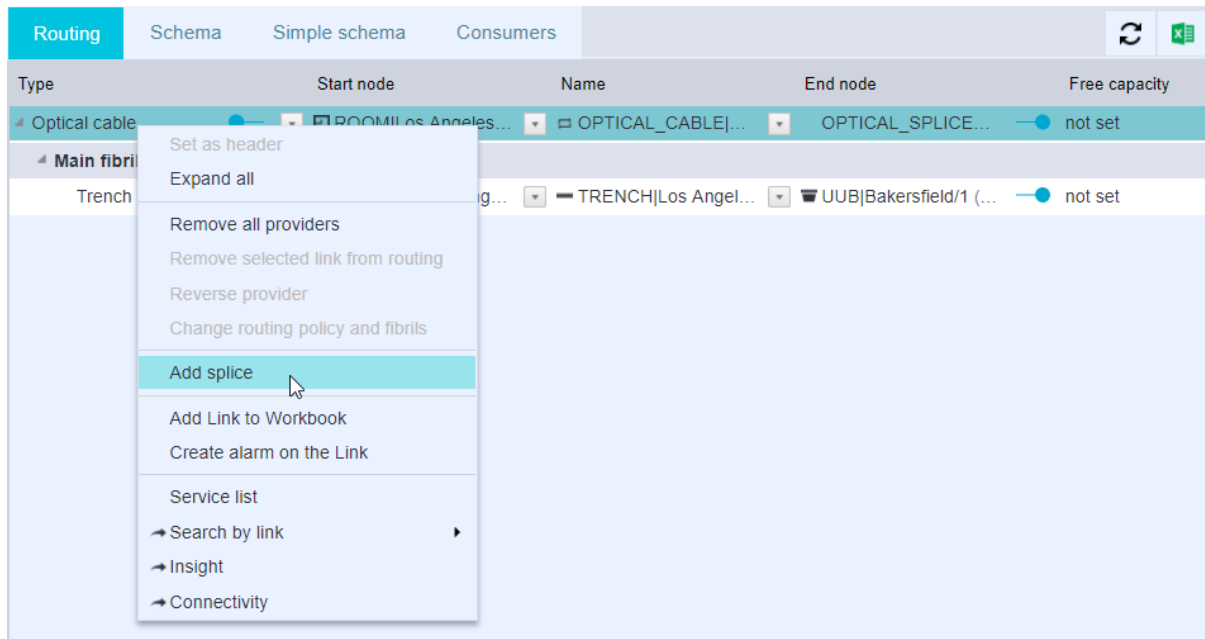 Routing Schema Simple schema Consumers
Type Start node Name End node Free capacity
Optical cable ROOM|Los Angeles... OPTICAL_CABLE|... OPTICAL_SPLICE... not set
Main fibril
Trench TRENCH|Los Angel... UUB|Bakersfield/1 (... not set
Set as header
Expand all
Remove all providers
Remove selected link from routing
Reverse provider
Change routing policy and fibrils
Add splice
Add Link to Workbook
Create alarm on the Link
Service list
Search by link
Insight
Connectivity